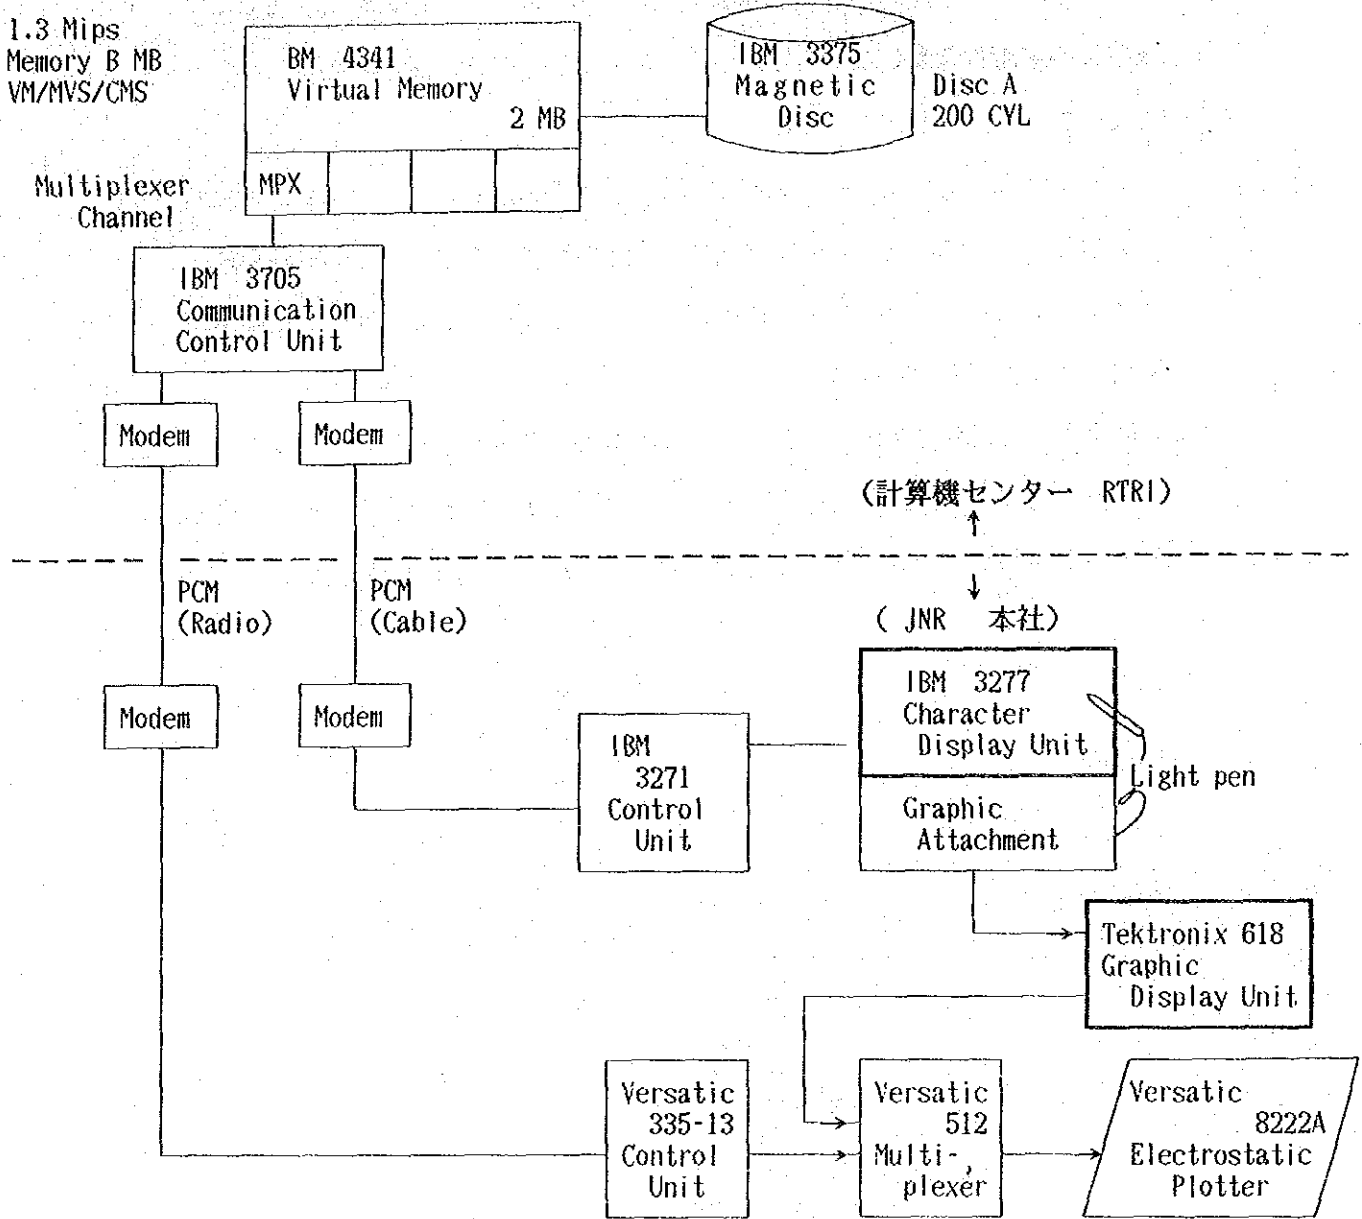 1.3 Mips
Memory B MB
VM/MVS/CMS
BM 4341
Virtual Memory
2 MB
IBM 3375
Magnetic
Disc
Disc A
200 CYL
Multiplexer
Channel
MPX
IBM 3705
Communication
Control Unit
Modem
Modem
(計算機センター RTRI)
PCM
(Radio)
PCM
(Cable)
( JNR 本社)
Modem
Modem
IBM
3271
Control
Unit
IBM 3277
Character
Display Unit
Light pen
Graphic
Attachment
Tektronix 618
Graphic
Display Unit
Versatic
335-13
Control
Unit
Versatic
512
Multi-
plexer
Versatic
8222A
Electrostatic
Plotter